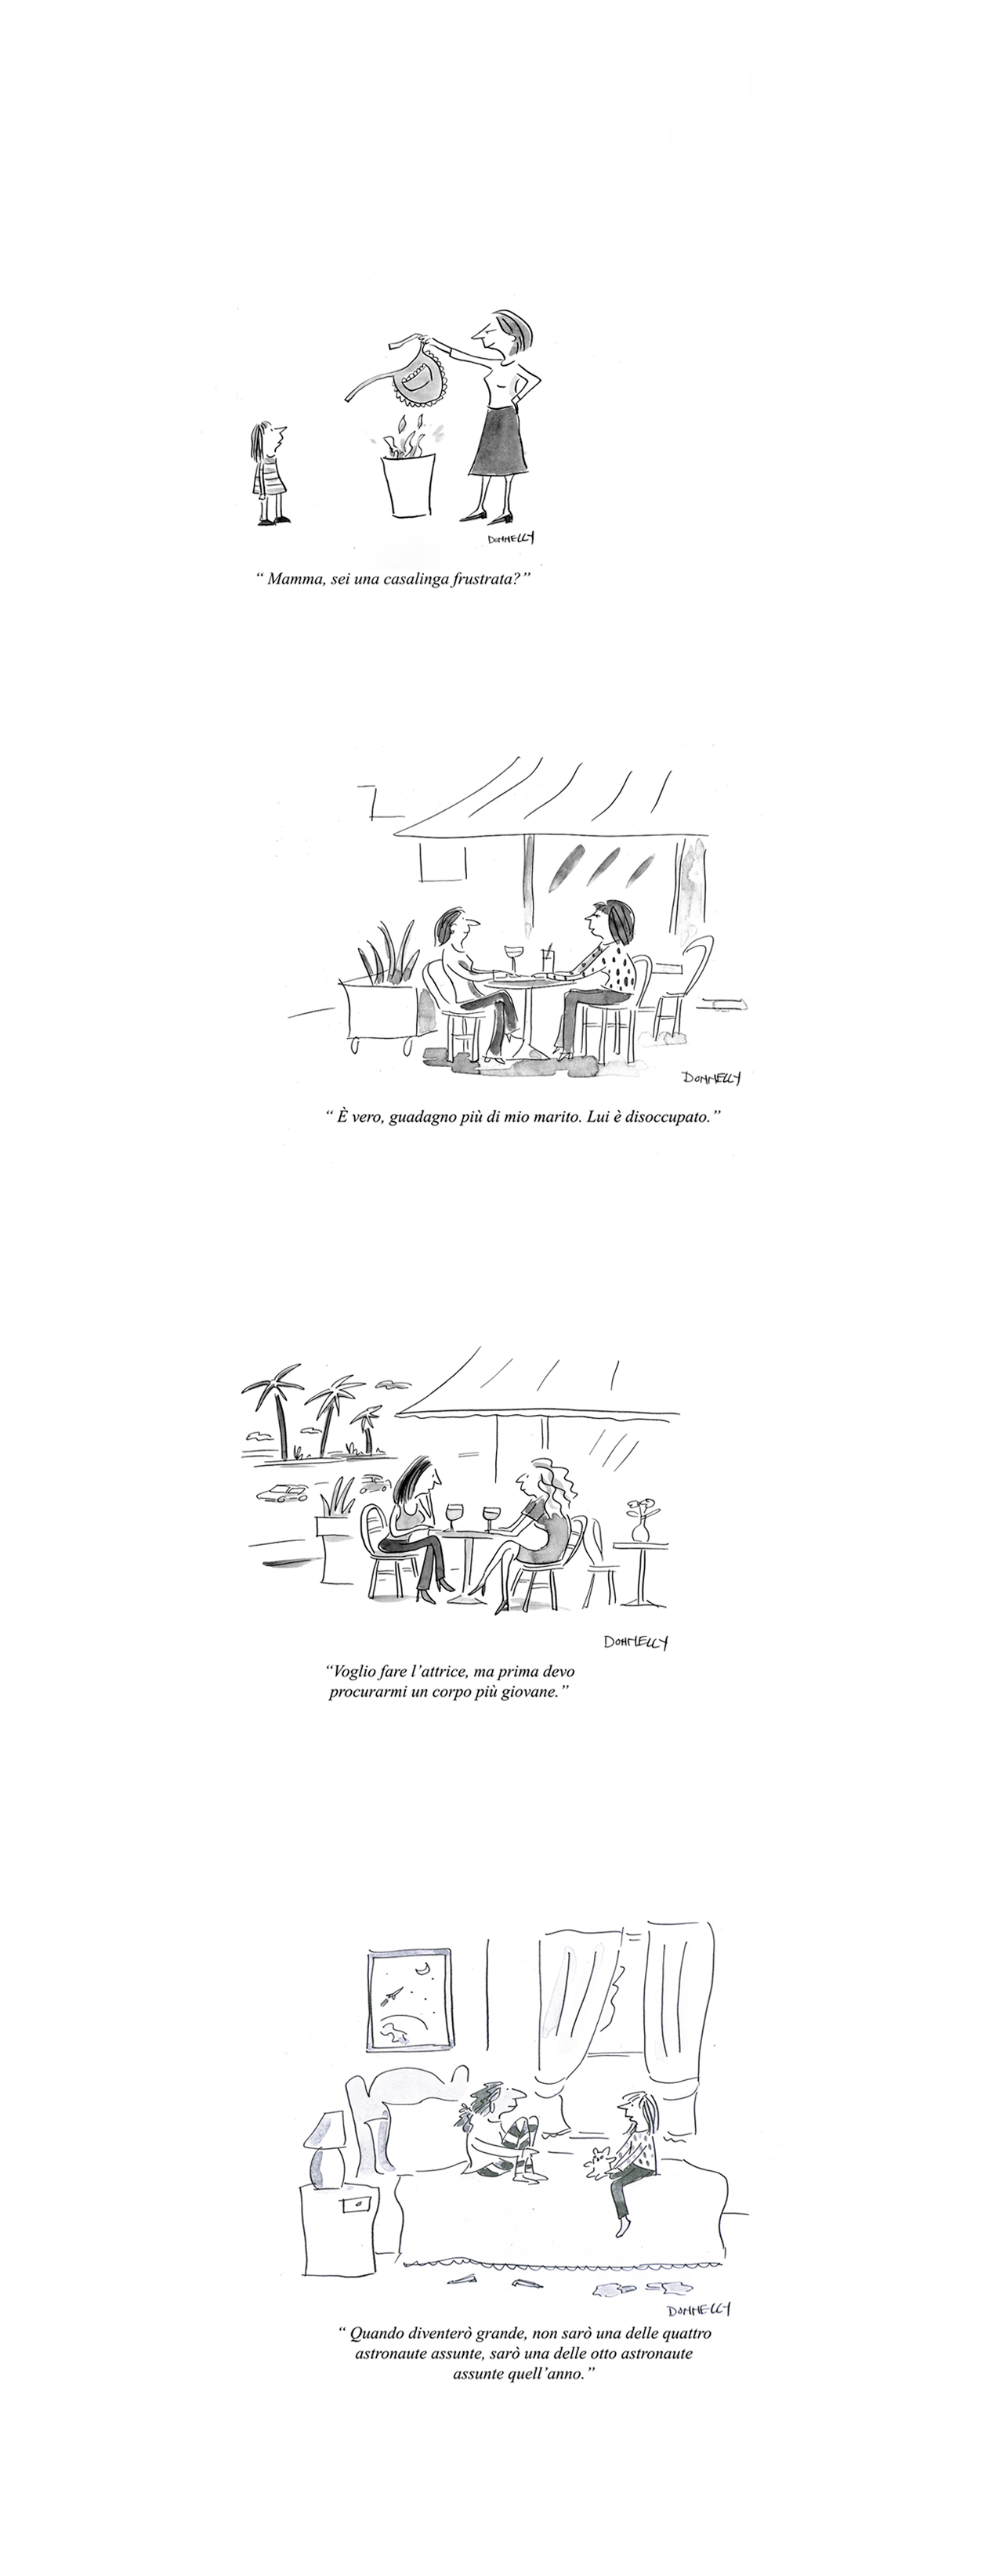 DONNELLY
“ Mamma, sei una casalinga frustrata?”
DONNELLY
“ È vero, guadagno più di mio marito. Lui è disoccupato.”
DONNELLY
“Voglio fare l’attrice, ma prima devo
procurarmi un corpo più giovane.”
DONNELLY
“ Quando diventerò grande, non sarò una delle quattro
astronaute assunte, sarò una delle otto astronaute
assunte quell’anno.”